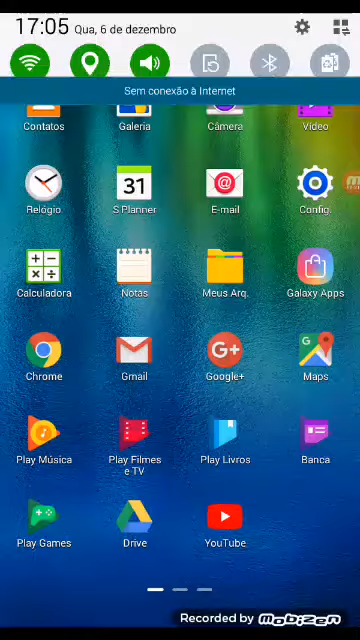 17:05 Qua, 6 de dezembro
Sem conexão à Internet
Contatos Galeria Câmera Vídeo
31
Relógio S Planner E-mail Config.
Calculadora Notas Meus Arq. Galaxy Apps
G+ G
Chrome Gmail Google+ Maps
Play Música Play Filmes e TV Play Livros Banca
Play Games Drive YouTube
Recorded by mobizen